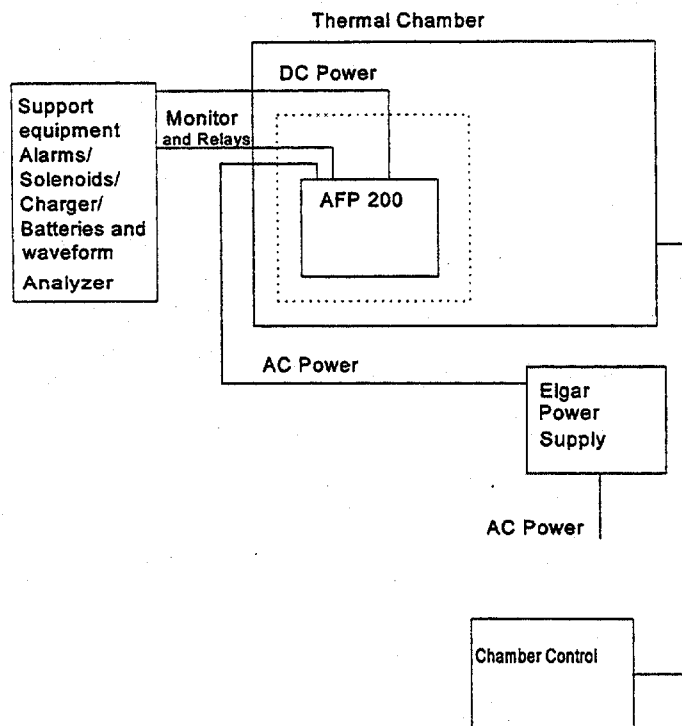 Thermal Chamber
DC Power
Support
equipment
Alarms/
Solenoids/
Charger/
Batteries and
waveform
Analyzer
Monitor
and Relays
AFP 200
AC Power
Elgar
Power
Supply
AC Power
Chamber Control